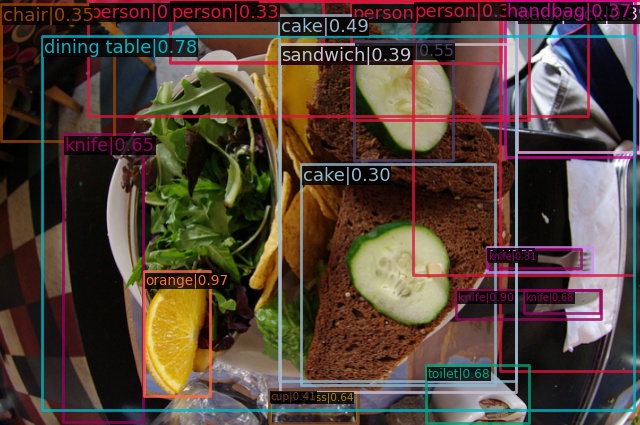 chair|0.35
person|0
person|0.33
person
person|0.3
handbag|0.37
cake|0.49
dining table|0.78
sandwich|0.39
0.55
knife|0.65
cake|0.30
knife|0.31
orange|0.97
knife|0.90
knife|0.68
toilet|0.68
cup|0.41
ss|0.64